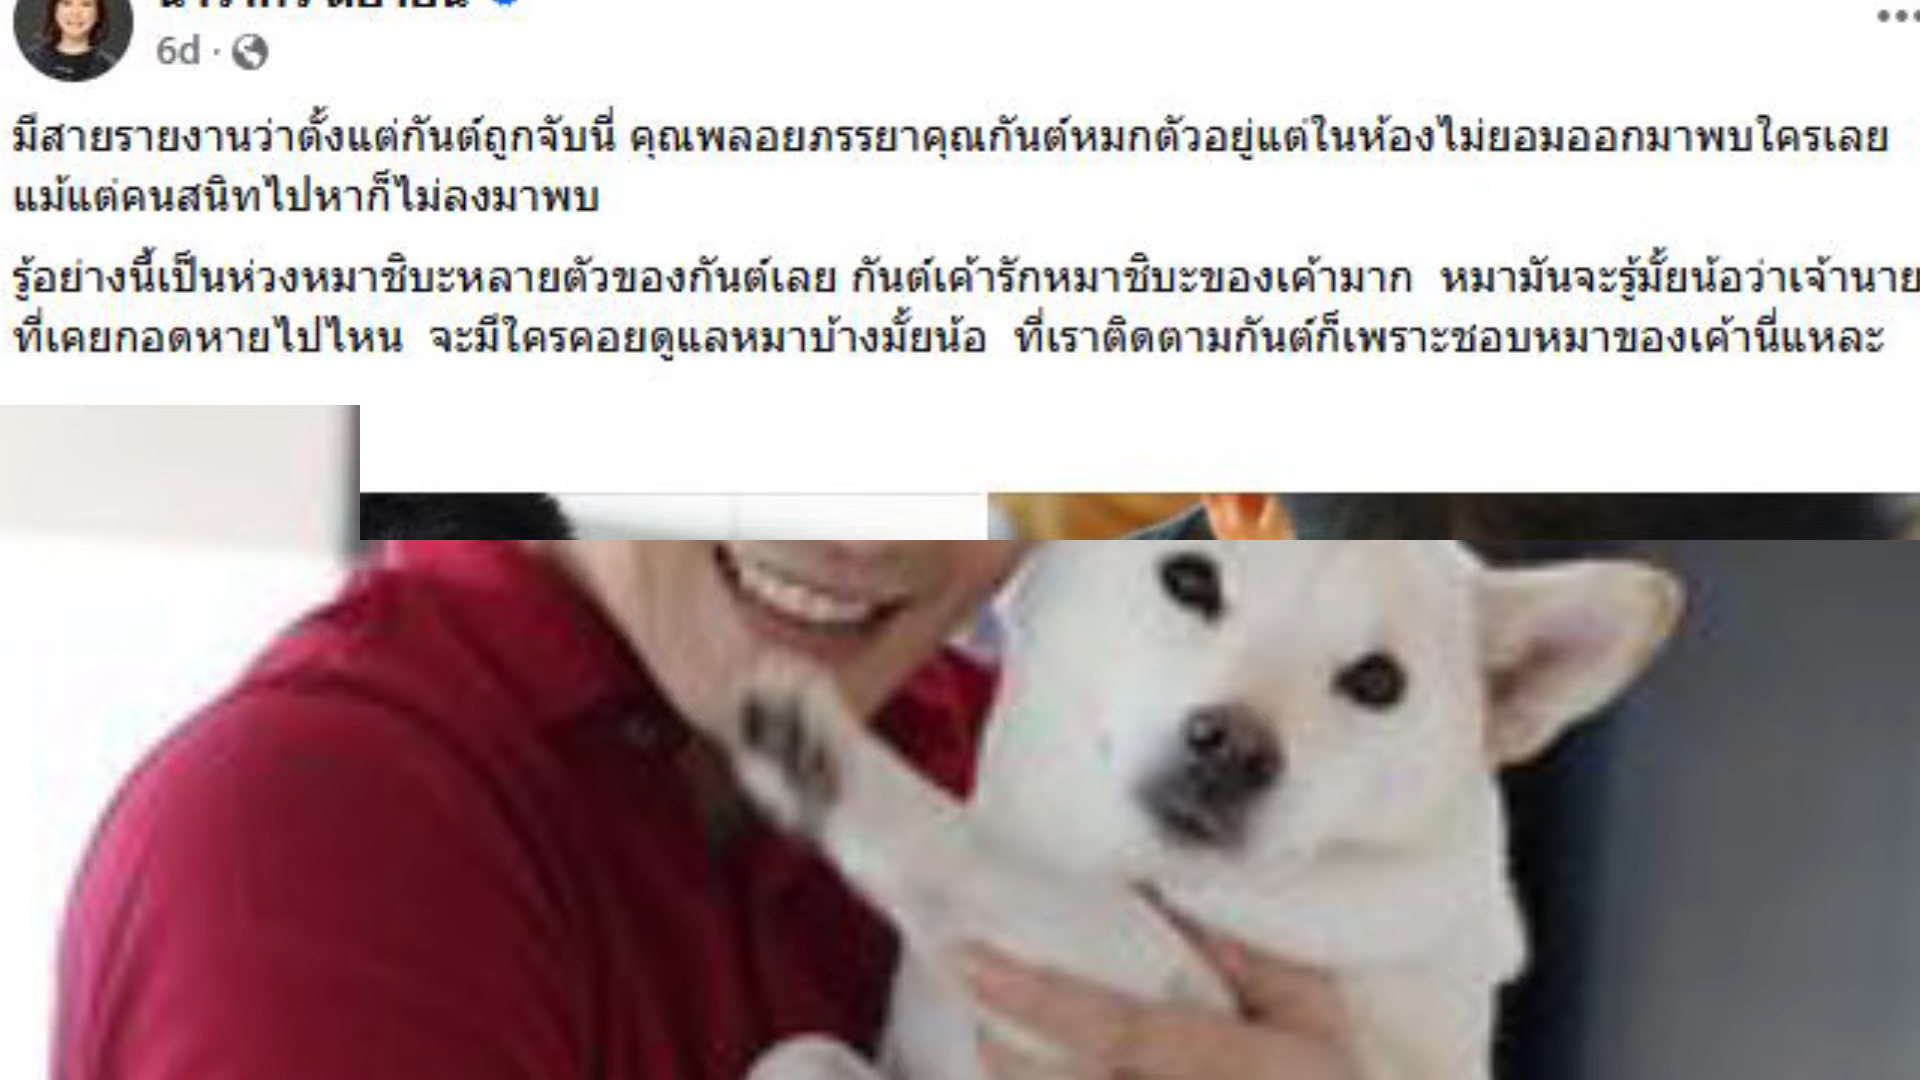 6d
มีสายรายงานว่าตั้งแต่กันต์ถูกจับนี่ คุณพลอยภรรยาคุณกันต์หมกตัวอยู่แต่ในห้องไม่ยอมออกมาพบใครเลย
แม้แต่คนสนิทไปหาก็ไม่ลงมาพบ
รู้อย่างนี้เป็นห่วงหมาชิบะหลายตัวของกันต์เลย กันต์เค้ารักหมาชิบะของเค้ามาก หมามันจะรู้มั้ยน้อว่าเจ้านาย
ที่เคยกอดหายไปไหน จะมีใครคอยดูแลหมาบ้างมั้ยน้อ ที่เราติดตามกันต์ก็เพราะชอบหมาของเค้านี่แหละ